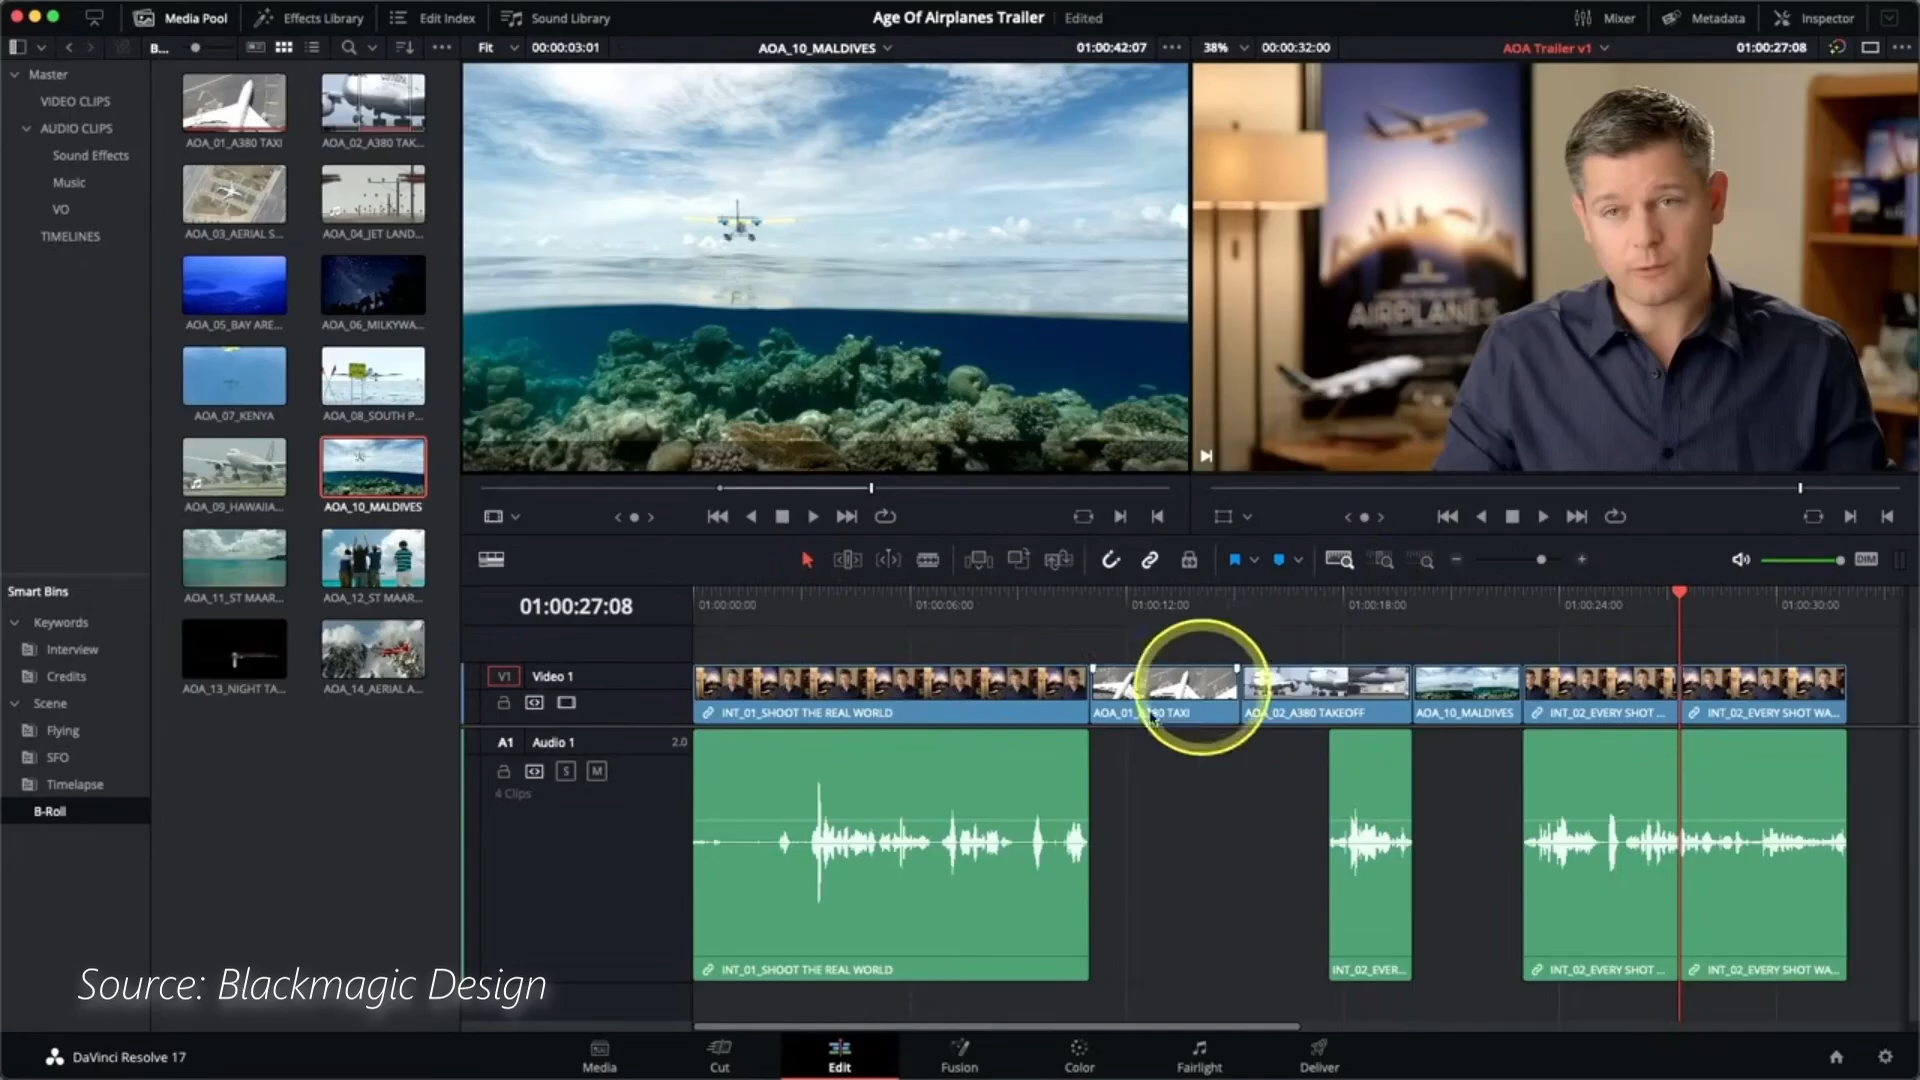 Media Pool
Effects Library
Edit Index
Sound Library
Age Of Airplanes Trailer
Edited
Mixer
Metadata
Inspector
B...
Fit
00:00:03:01
AOA_10_MALDIVES
01:00:42:07
38%
00:00:32:00
AOA Trailer v1
01:00:27:08
Master
VIDEO CLIPS
AUDIO CLIPS
Sound Effects
Music
VO
TIMELINES
AOA_01_A380 TAXI
AOA_02_A380 TAK...
AOA_03_AERIAL S...
AOA_04_JET LAND...
AOA_05_BAY ARE...
AOA_06_MILKYWA...
AOA_07_KENYA
AOA_08_SOUTH P...
AOA_09_HAWAIIA...
AOA_10_MALDIVES
AOA_11_ST MAAR...
AOA_12_ST MAAR...
AOA_13_NIGHT TA...
AOA_14_AERIAL A...
AIRPLANES
Smart Bins
Keywords
Interview
Credits
Scene
Flying
SFO
Timelapse
B-Roll
DIM
01:00:27:08
01:00:00:00
01:00:06:00
01:00:12:00
01:00:18:00
01:00:24:00
01:00:30:00
V1
Video 1
INT_01_SHOOT THE REAL WORLD
AOA_01_A380 TAXI
AOA_02_A380 TAKEOFF
AOA_10_MALDIVES
INT_02_EVERY SHOT ...
INT_02_EVERY SHOT WA...
A1
Audio 1
2.0
S
M
4 Clips
INT_01_SHOOT THE REAL WORLD
INT_02_EVER...
INT_02_EVERY SHOT ...
INT_02_EVERY SHOT WA...
Source: Blackmagic Design
DaVinci Resolve 17
Media
Cut
Edit
Fusion
Color
Fairlight
Deliver